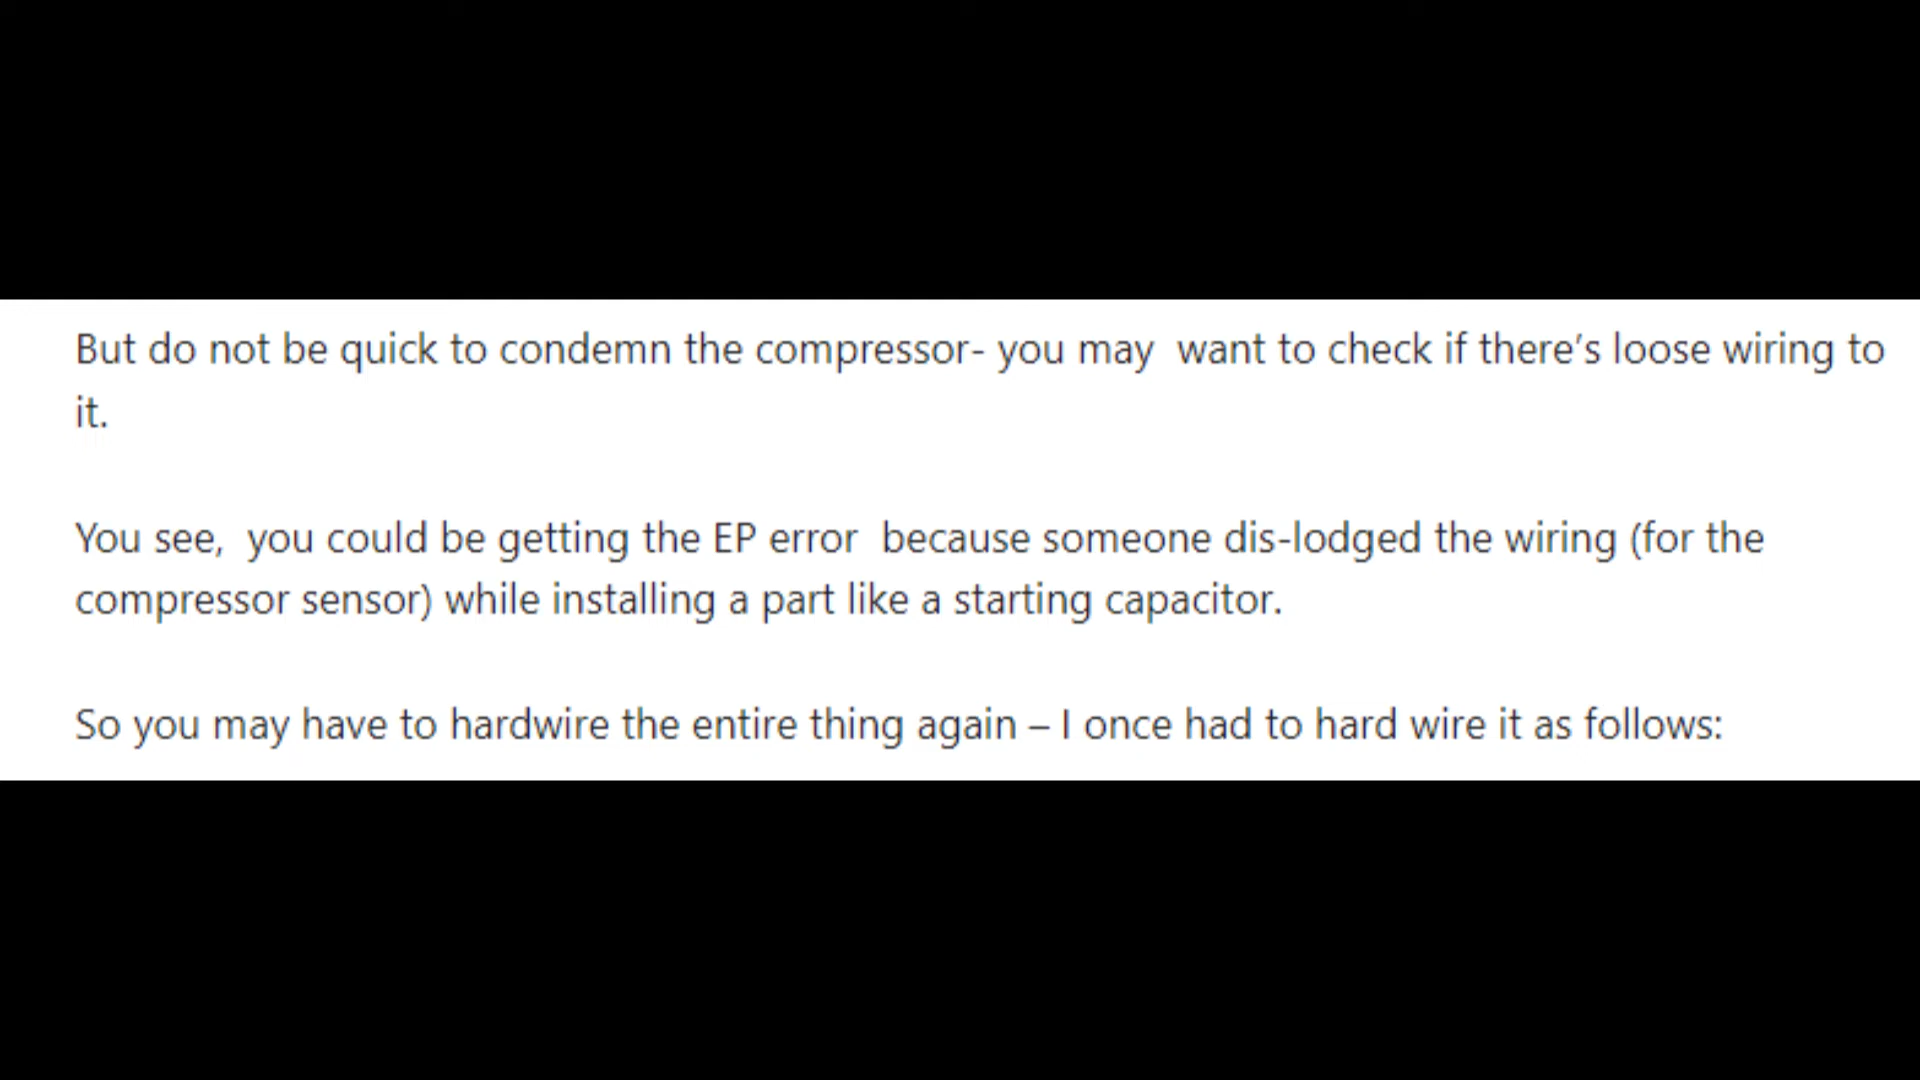 But do not be quick to condemn the compressor- you may  want to check if there’s loose wiring to
it.
You see,  you could be getting the EP error  because someone dis-lodged the wiring (for the
compressor sensor) while installing a part like a starting capacitor.
So you may have to hardwire the entire thing again – I once had to hard wire it as follows: